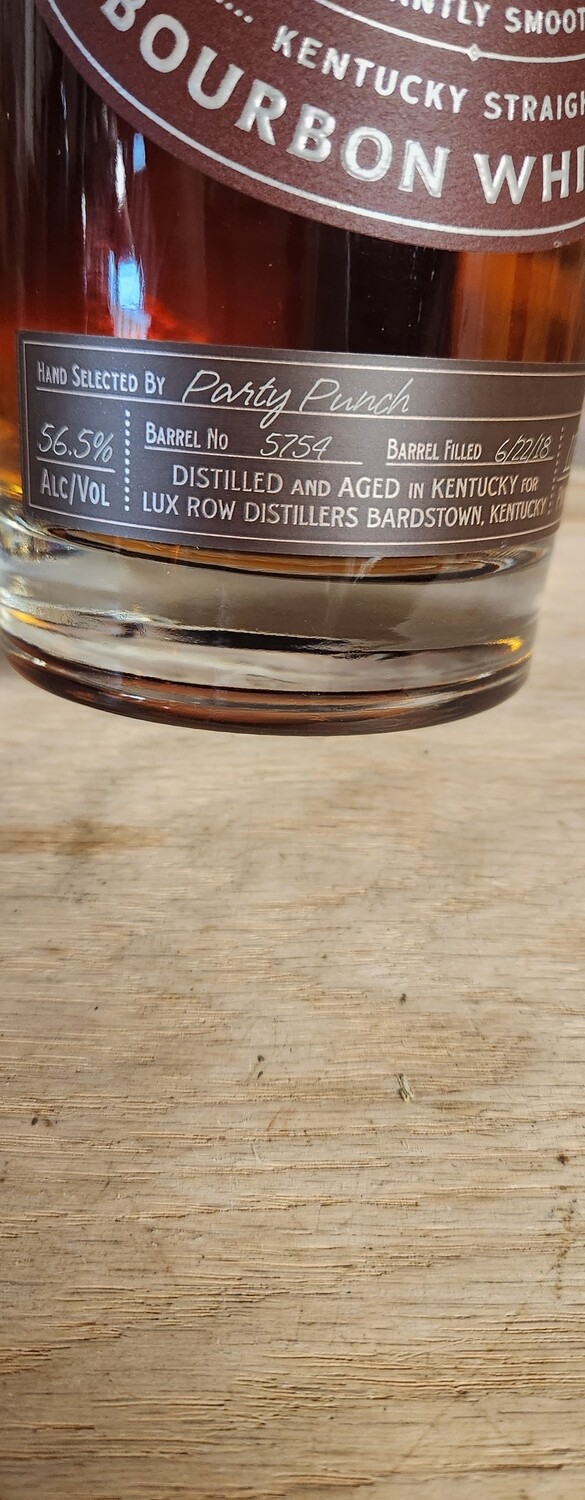 SMOOT
KENTUCKY STRAIGH
BOURBON WHI
HAND SELECTED BY Party Punch
56.5% BARREL NO 5754 BARREL FILLED 6/22/18
ALC/VOL DISTILLED AND AGED IN KENTUCKY FOR
LUX ROW DISTILLERS BARDSTOWN, KENTUCKY